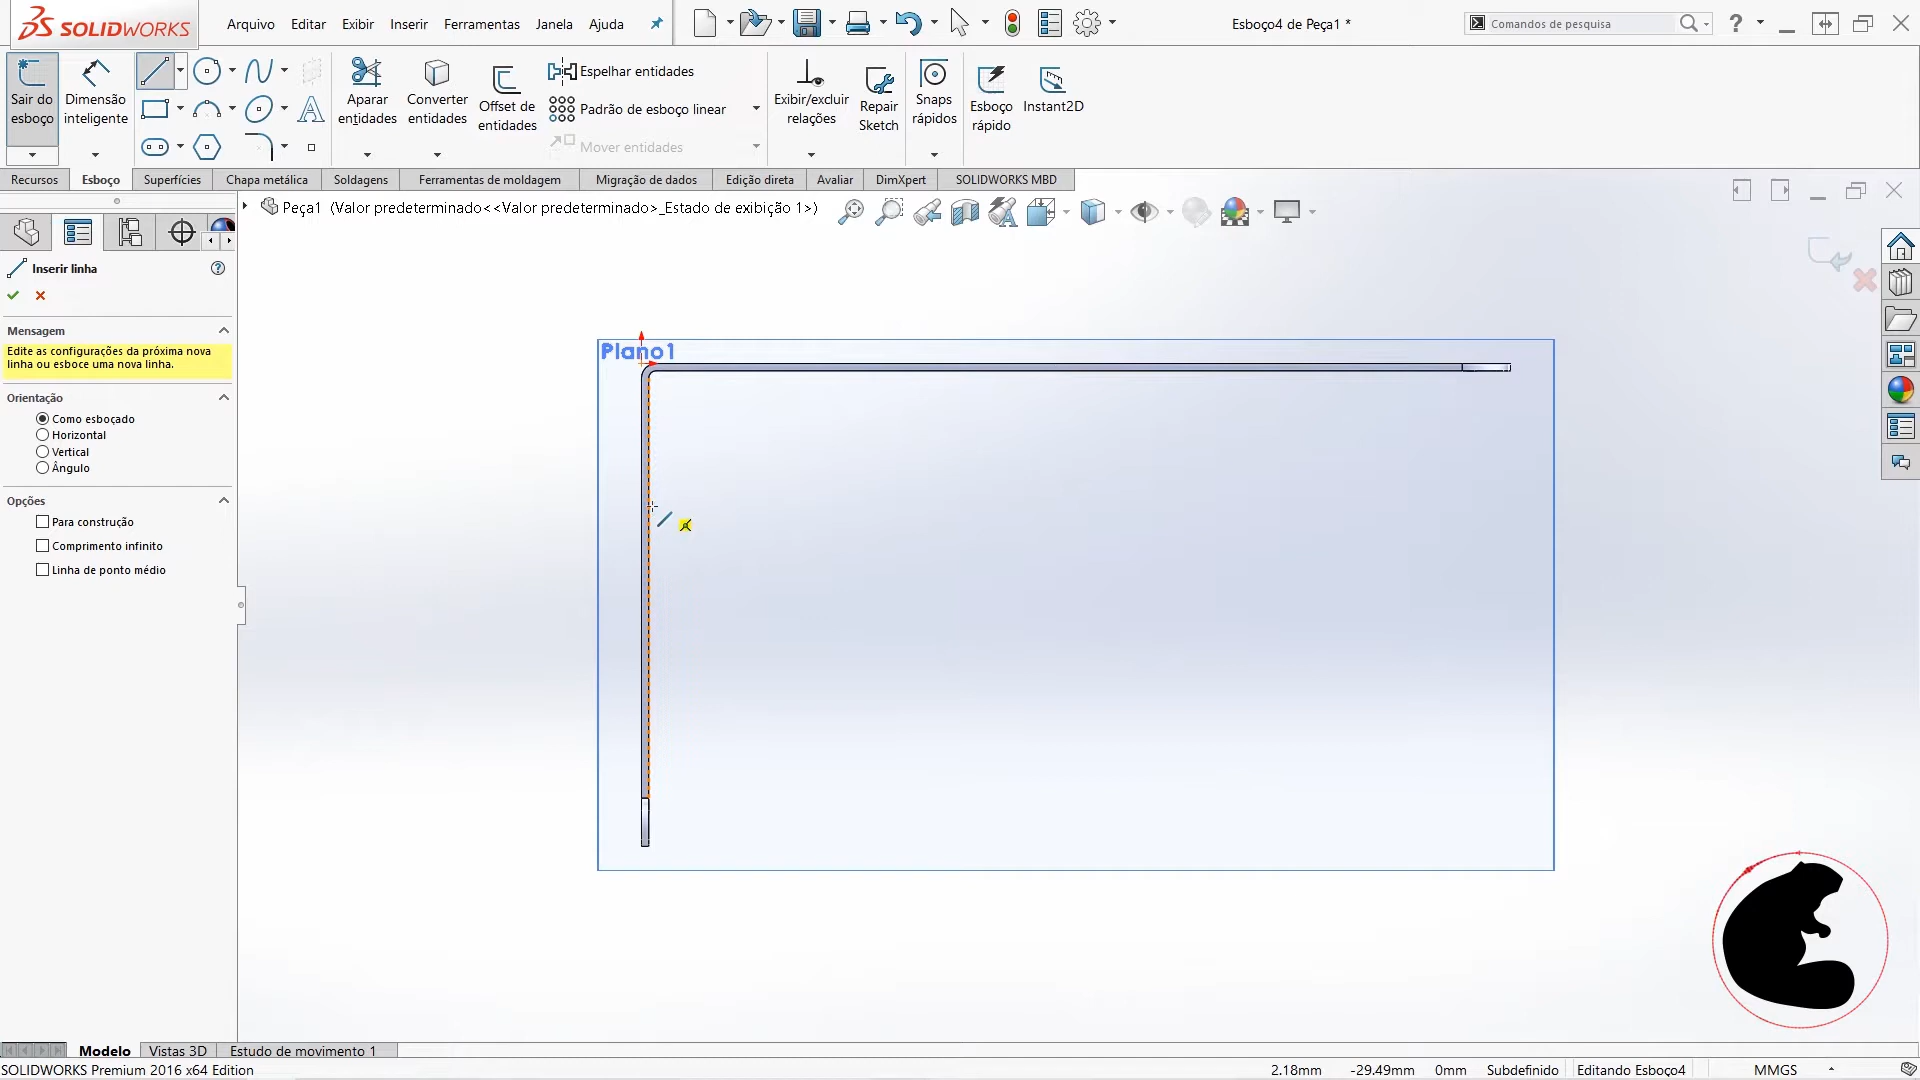 SOLIDWORKS
Arquivo
Editar
Exibir
Inserir
Ferramentas
Janela
Ajuda
Esboço4 de Peça1 *
Comandos de pesquisa
Sair do
esboço
Dimensão
inteligente
Aparar
entidades
Converter
entidades
Offset de
entidades
Espelhar entidades
Padrão de esboço linear
Mover entidades
Exibir/excluir
relações
Repair
Sketch
Snaps
rápidos
Esboço
rápido
Instant2D
Recursos
Esboço
Superfícies
Chapa metálica
Soldagens
Ferramentas de moldagem
Migração de dados
Edição direta
Avaliar
DimXpert
SOLIDWORKS MBD
Peça1 (Valor predeterminado<<Valor predeterminado>_Estado de exibição 1>)
Inserir linha
Mensagem
Edite as configurações da próxima nova
linha ou esboce uma nova linha.
Orientação
Como esboçado
Horizontal
Vertical
Ângulo
Opções
Para construção
Comprimento infinito
Linha de ponto médio
Plano1
Modelo
Vistas 3D
Estudo de movimento 1
SOLIDWORKS Premium 2016 x64 Edition
2.18mm
-29.49mm
0mm
Subdefinido
Editando Esboço4
MMGS